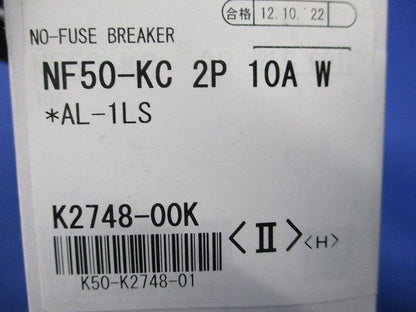 合格 12.10.'22
NO-FUSE BREAKER
NF50-KC 2P 10A W
*AL-1LS
K2748-00K
<II><H>
K50-K2748-01